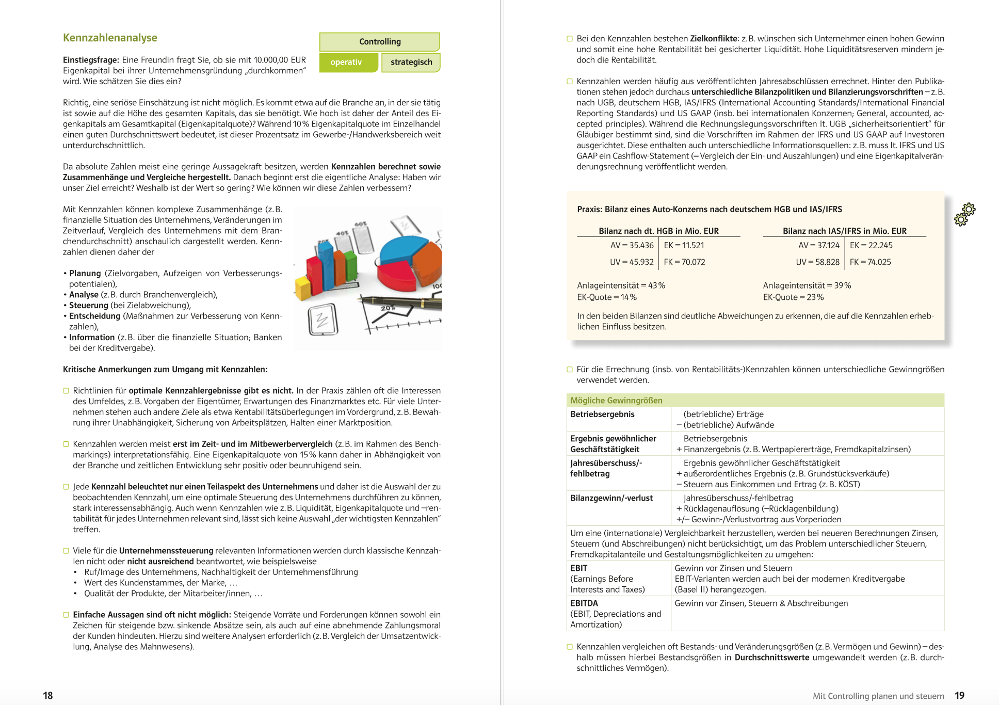 Kennzahlenanalyse
Controlling
operativ
strategisch
Einstiegsfrage: Eine Freundin fragt Sie, ob sie mit 10.000,00 EUR
Eigenkapital bei ihrer Unternehmensgründung „durchkommen“
wird. Wie schätzen Sie dies ein?
Richtig, eine seriöse Einschätzung ist nicht möglich. Es kommt etwa auf die Branche an, in der sie tätig
ist sowie auf die Höhe des gesamten Kapitals, das sie benötigt. Wie hoch ist daher der Anteil des Ei-
genkapitals am Gesamtkapital (Eigenkapitalquote)? Während 10 % Eigenkapitalquote im Einzelhandel
einen guten Durchschnittswert bedeutet, ist dieser Prozentsatz im Gewerbe-/Handwerksbereich weit
unterdurchschnittlich.
Da absolute Zahlen meist eine geringe Aussagekraft besitzen, werden Kennzahlen berechnet sowie
Zusammenhänge und Vergleiche hergestellt. Danach beginnt erst die eigentliche Analyse: Haben wir
unser Ziel erreicht? Weshalb ist der Wert so gering? Wie können wir diese Zahlen verbessern?
Mit Kennzahlen können komplexe Zusammenhänge (z. B.
finanzielle Situation des Unternehmens, Veränderungen im
Zeitverlauf, Vergleich des Unternehmens mit dem Bran-
chendurchschnitt) anschaulich dargestellt werden. Kenn-
zahlen dienen daher der
• Planung (Zielvorgaben, Aufzeigen von Verbesserungs-
potentialen),
• Analyse (z. B. durch Branchenvergleich),
• Steuerung (bei Zielabweichung),
• Entscheidung (Maßnahmen zur Verbesserung von Kenn-
zahlen),
• Information (z. B. über die finanzielle Situation; Banken
bei der Kreditvergabe).
20%
40%
60%
100
20%
Kritische Anmerkungen zum Umgang mit Kennzahlen:
Richtlinien für optimale Kennzahlergebnisse gibt es nicht. In der Praxis zählen oft die Interessen
des Umfeldes, z. B. Vorgaben der Eigentümer, Erwartungen des Finanzmarktes etc. Für viele Unter-
nehmen stehen auch andere Ziele als etwa Rentabilitätsüberlegungen im Vordergrund, z. B. Bewah-
rung ihrer Unabhängigkeit, Sicherung von Arbeitsplätzen, Halten einer Marktposition.
Kennzahlen werden meist erst im Zeit- und im Mitbewerbervergleich (z. B. im Rahmen des Bench-
markings) interpretationsfähig. Eine Eigenkapitalquote von 15 % kann daher in Abhängigkeit von
der Branche und zeitlichen Entwicklung sehr positiv oder beunruhigend sein.
Jede Kennzahl beleuchtet nur einen Teilaspekt des Unternehmens und daher ist die Auswahl der zu
beobachtenden Kennzahl, um eine optimale Steuerung des Unternehmens durchführen zu können,
stark interessensabhängig. Auch wenn Kennzahlen wie z. B. Liquidität, Eigenkapitalquote und –ren-
tabilität für jedes Unternehmen relevant sind, lässt sich keine Auswahl „der wichtigsten Kennzahlen“
treffen.
Viele für die Unternehmenssteuerung relevanten Informationen werden durch klassische Kennzah-
len nicht oder nicht ausreichend beantwortet, wie beispielsweise
• Ruf/Image des Unternehmens, Nachhaltigkeit der Unternehmensführung
• Wert des Kundenstammes, der Marke, …
• Qualität der Produkte, der Mitarbeiter/innen, …
Einfache Aussagen sind oft nicht möglich: Steigende Vorräte und Forderungen können sowohl ein
Zeichen für steigende bzw. sinkende Absätze sein, als auch auf eine abnehmende Zahlungsmoral
der Kunden hindeuten. Hierzu sind weitere Analysen erforderlich (z. B. Vergleich der Umsatzentwick-
lung, Analyse des Mahnwesens).
18
Bei den Kennzahlen bestehen Zielkonflikte: z. B. wünschen sich Unternehmer einen hohen Gewinn
und somit eine hohe Rentabilität bei gesicherter Liquidität. Hohe Liquiditätsreserven mindern je-
doch die Rentabilität.
Kennzahlen werden häufig aus veröffentlichten Jahresabschlüssen errechnet. Hinter den Publika-
tionen stehen jedoch durchaus unterschiedliche Bilanzpolitiken und Bilanzierungsvorschriften – z. B.
nach UGB, deutschem HGB, IAS/IFRS (International Accounting Standards/International Financial
Reporting Standards) und US GAAP (insb. bei internationalen Konzernen; General, accounted, ac-
cepted principles). Während die Rechnungslegungsvorschriften lt. UGB „sicherheitsorientiert“ für
Gläubiger bestimmt sind, sind die Vorschriften im Rahmen der IFRS und US GAAP auf Investoren
ausgerichtet. Diese enthalten auch unterschiedliche Informationsquellen: z. B. muss lt. IFRS und US
GAAP ein Cashflow-Statement (= Vergleich der Ein- und Auszahlungen) und eine Eigenkapitalverän-
derungsrechnung veröffentlicht werden.
Praxis: Bilanz eines Auto-Konzerns nach deutschem HGB und IAS/IFRS
Bilanz nach dt. HGB in Mio. EUR
AV = 35.436 EK = 11.521
UV = 45.932 FK = 70.072
Anlageintensität = 43 %
EK-Quote = 14 %
Bilanz nach IAS/IFRS in Mio. EUR
AV = 37.124 EK = 22.245
UV = 58.828 FK = 74.025
Anlageintensität = 39 %
EK-Quote = 23 %
In den beiden Bilanzen sind deutliche Abweichungen zu erkennen, die auf die Kennzahlen erheb-
lichen Einfluss besitzen.
Für die Errechnung (insb. von Rentabilitäts-)Kennzahlen können unterschiedliche Gewinngrößen
verwendet werden.
Mögliche Gewinngrößen
Betriebsergebnis
(betriebliche) Erträge
– (betriebliche) Aufwände
Ergebnis gewöhnlicher
Geschäftstätigkeit
Betriebsergebnis
+ Finanzergebnis (z. B. Wertpapiererträge, Fremdkapitalzinsen)
Jahresüberschuss/-
fehlbetrag
Ergebnis gewöhnlicher Geschäftstätigkeit
+ außerordentliches Ergebnis (z. B. Grundstücksverkäufe)
– Steuern aus Einkommen und Ertrag (z. B. KÖST)
Bilanzgewinn/-verlust
Jahresüberschuss/-fehlbetrag
+ Rücklagenauflösung (–Rücklagenbildung)
+/– Gewinn-/Verlustvortrag aus Vorperioden
Um eine (internationale) Vergleichbarkeit herzustellen, werden bei neueren Berechnungen Zinsen,
Steuern (und Abschreibungen) nicht berücksichtigt, um das Problem unterschiedlicher Steuern,
Fremdkapitalanteile und Gestaltungsmöglichkeiten zu umgehen:
EBIT
(Earnings Before
Interests and Taxes)
Gewinn vor Zinsen und Steuern
EBIT-Varianten werden auch bei der modernen Kreditvergabe
(Basel II) herangezogen.
EBITDA
(EBIT, Depreciations and
Amortization)
Gewinn vor Zinsen, Steuern & Abschreibungen
Kennzahlen vergleichen oft Bestands- und Veränderungsgrößen (z. B. Vermögen und Gewinn) – des-
halb müssen hierbei Bestandsgrößen in Durchschnittswerte umgewandelt werden (z. B. durch-
schnittliches Vermögen).
Mit Controlling planen und steuern 19